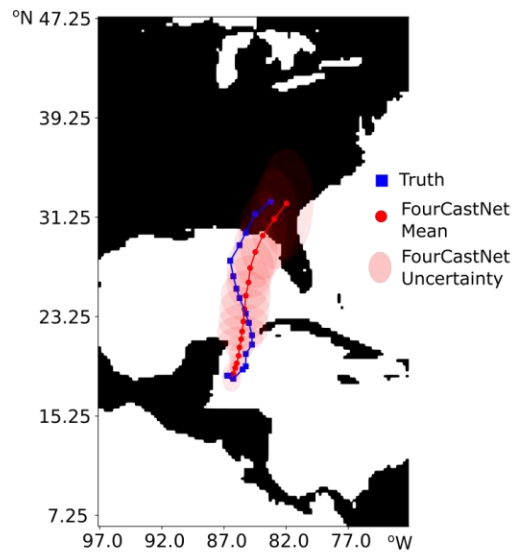 °N
47.25
39.25
31.25
23.25
15.25
7.25
Truth
FourCastNet
Mean
FourCastNet
Uncertainty
97.0 92.0 87.0 82.0 77.0 °W